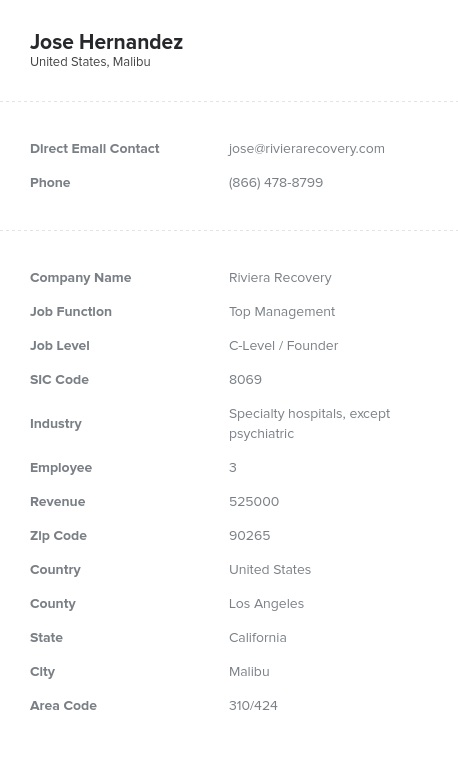 Jose Hernandez
United States, Malibu
Direct Email Contact jose@rivierarecovery.com
Phone (866) 478-8799
Company Name Riviera Recovery
Job Function Top Management
Job Level C-Level / Founder
SIC Code 8069
Industry Specialty hospitals, except
psychiatric
Employee 3
Revenue 525000
Zip Code 90265
Country United States
County Los Angeles
State California
City Malibu
Area Code 310/424